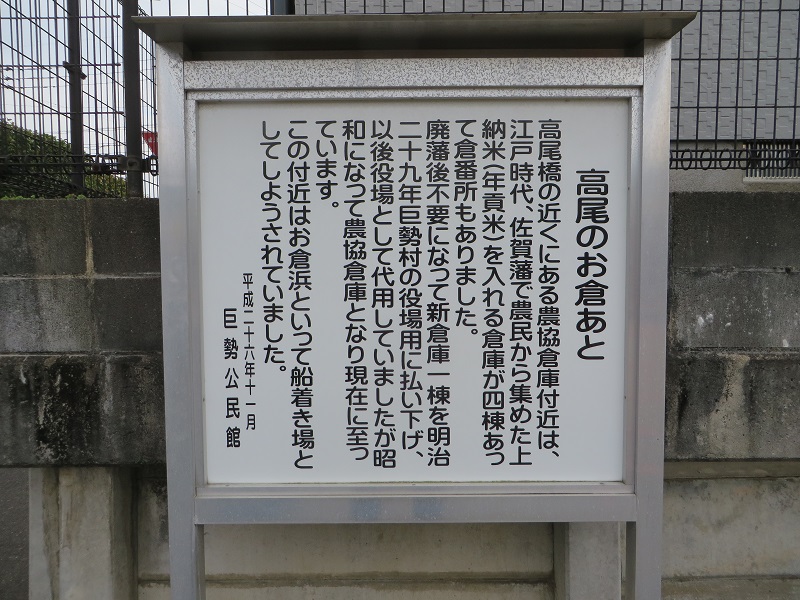 高尾のお倉あと
高尾橋の近くにある農協倉庫付近は、
江戸時代、佐賀藩で農民から集めた上
納米(年貢米)を入れる倉庫が四棟あっ
て倉番所もありました。
廃藩後不要になって新倉庫一棟を明治
二十九年巨勢村の役場用に払い下げ、
以後役場として代用していましたが昭
和になって農協倉庫となり現在に至っ
ています。
この付近はお倉浜といって船着き場と
してしようされていました。
平成二十六年十一月
巨勢公民館